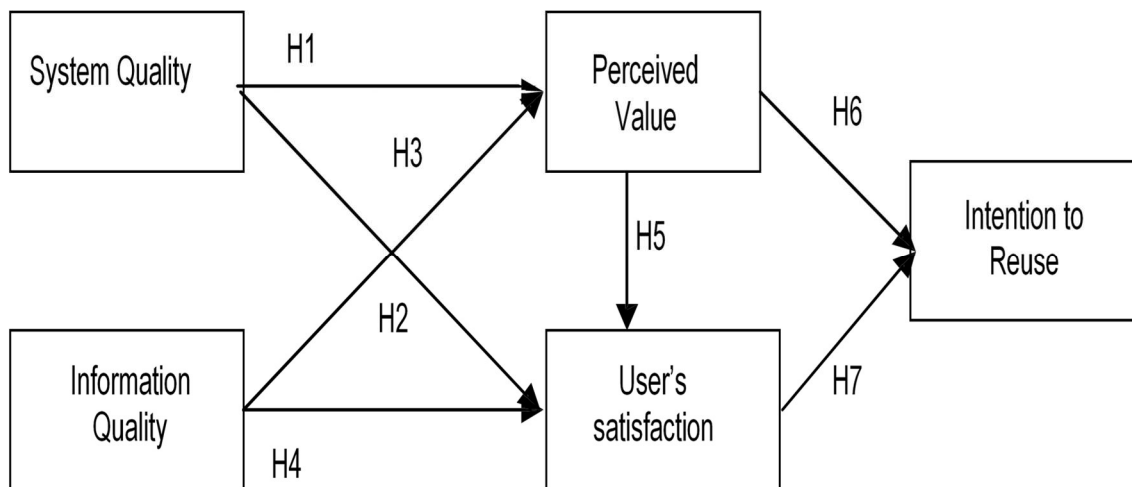 System Quality
H1
Perceived
Value
H6
H3
Intention to
Reuse
H5
H2
Information
Quality
User’s
satisfaction
H7
H4